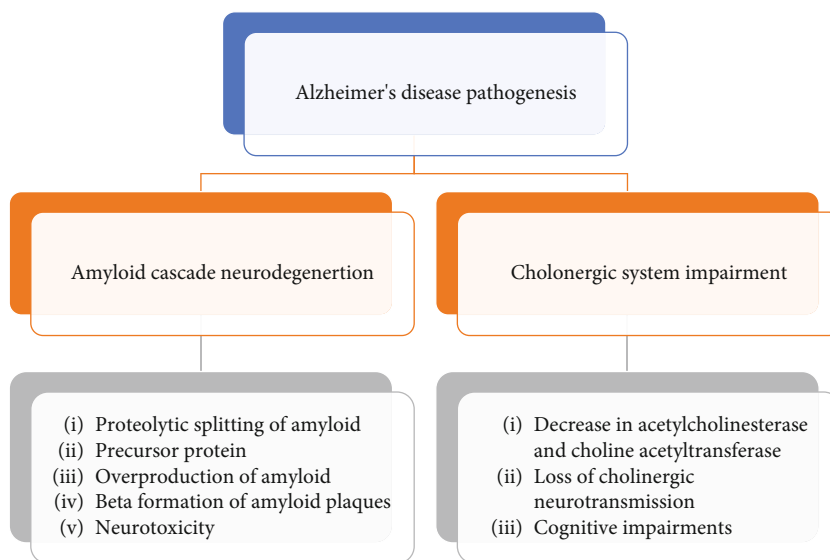 Alzheimer's disease pathogenesis
Amyloid cascade neurodegenertion
Cholonergic system impairment
(i) Proteolytic splitting of amyloid
(ii) Precursor protein
(iii) Overproduction of amyloid
(iv) Beta formation of amyloid plaques
(v) Neurotoxicity
(i) Decrease in acetylcholinesterase
and choline acetyltransferase
(ii) Loss of cholinergic
neurotransmission
(iii) Cognitive impairments